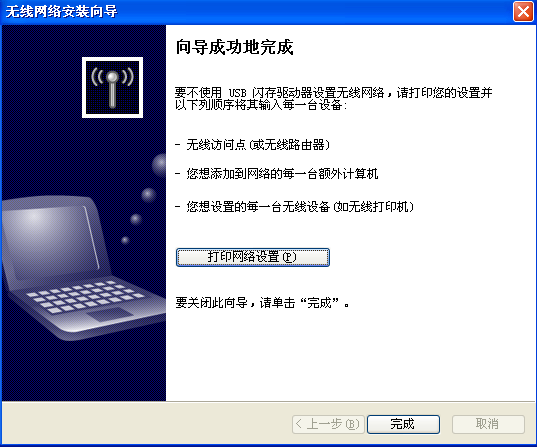 无线网络安装向导
向导成功地完成
要不使用 USB 闪存驱动器设置无线网络，请打印您的设置并
以下列顺序将其输入每一台设备:
- 无线访问点(或无线路由器)
- 您想添加到网络的每一台额外计算机
- 您想设置的每一台无线设备(如无线打印机)
打印网络设置(P)
要关闭此向导，请单击“完成”。
< 上一步(B) 完成 取消